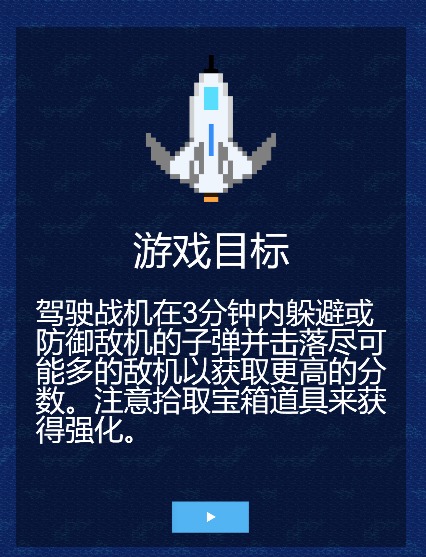 游戏目标
驾驶战机在3分钟内躲避或
防御敌机的子弹并击落尽可
能多的敌机以获取更高的分
数。注意拾取宝箱道具来获
得强化。